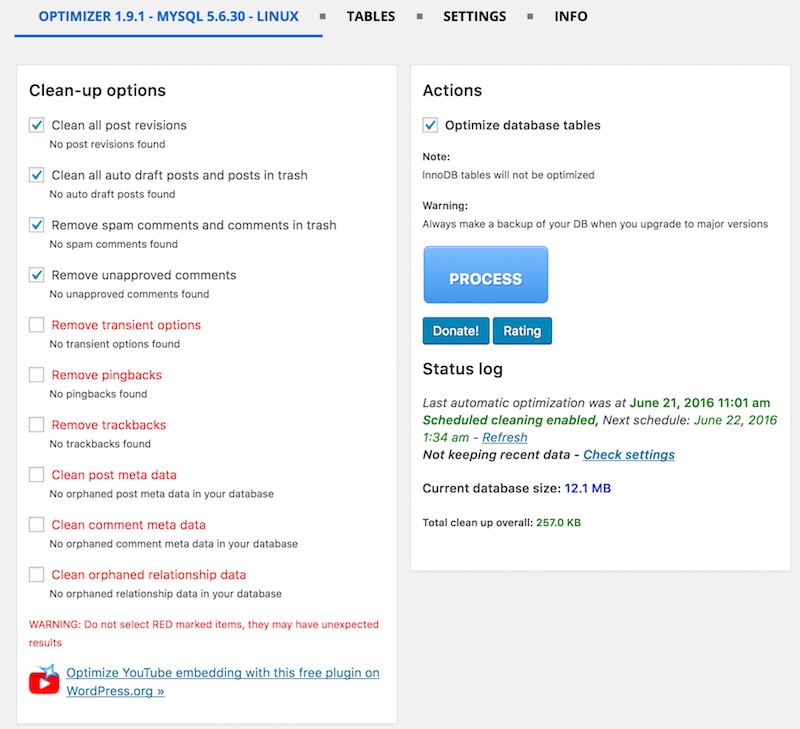 OPTIMIZER 1.9.1 - MYSQL 5.6.30 - LINUX TABLES SETTINGS INFO
Clean-up options
Clean all post revisions
No post revisions found
Clean all auto draft posts and posts in trash
No auto draft posts found
Remove spam comments and comments in trash
No spam comments found
Remove unapproved comments
No unapproved comments found
Remove transient options
No transient options found
Remove pingbacks
No pingbacks found
Remove trackbacks
No trackbacks found
Clean post meta data
No orphaned post meta data in your database
Clean comment meta data
No orphaned comment meta data in your database
Clean orphaned relationship data
No orphaned relationship data in your database
WARNING: Do not select RED marked items, they may have unexpected
results
Optimize YouTube embedding with this free plugin on
WordPress.org »
Actions
Optimize database tables
Note:
InnoDB tables will not be optimized
Warning:
Always make a backup of your DB when you upgrade to major versions
PROCESS
Donate! Rating
Status log
Last automatic optimization was at June 21, 2016 11:01 am
Scheduled cleaning enabled, Next schedule: June 22, 2016
1:34 am - Refresh
Not keeping recent data - Check settings
Current database size: 12.1 MB
Total clean up overall: 257.0 KB